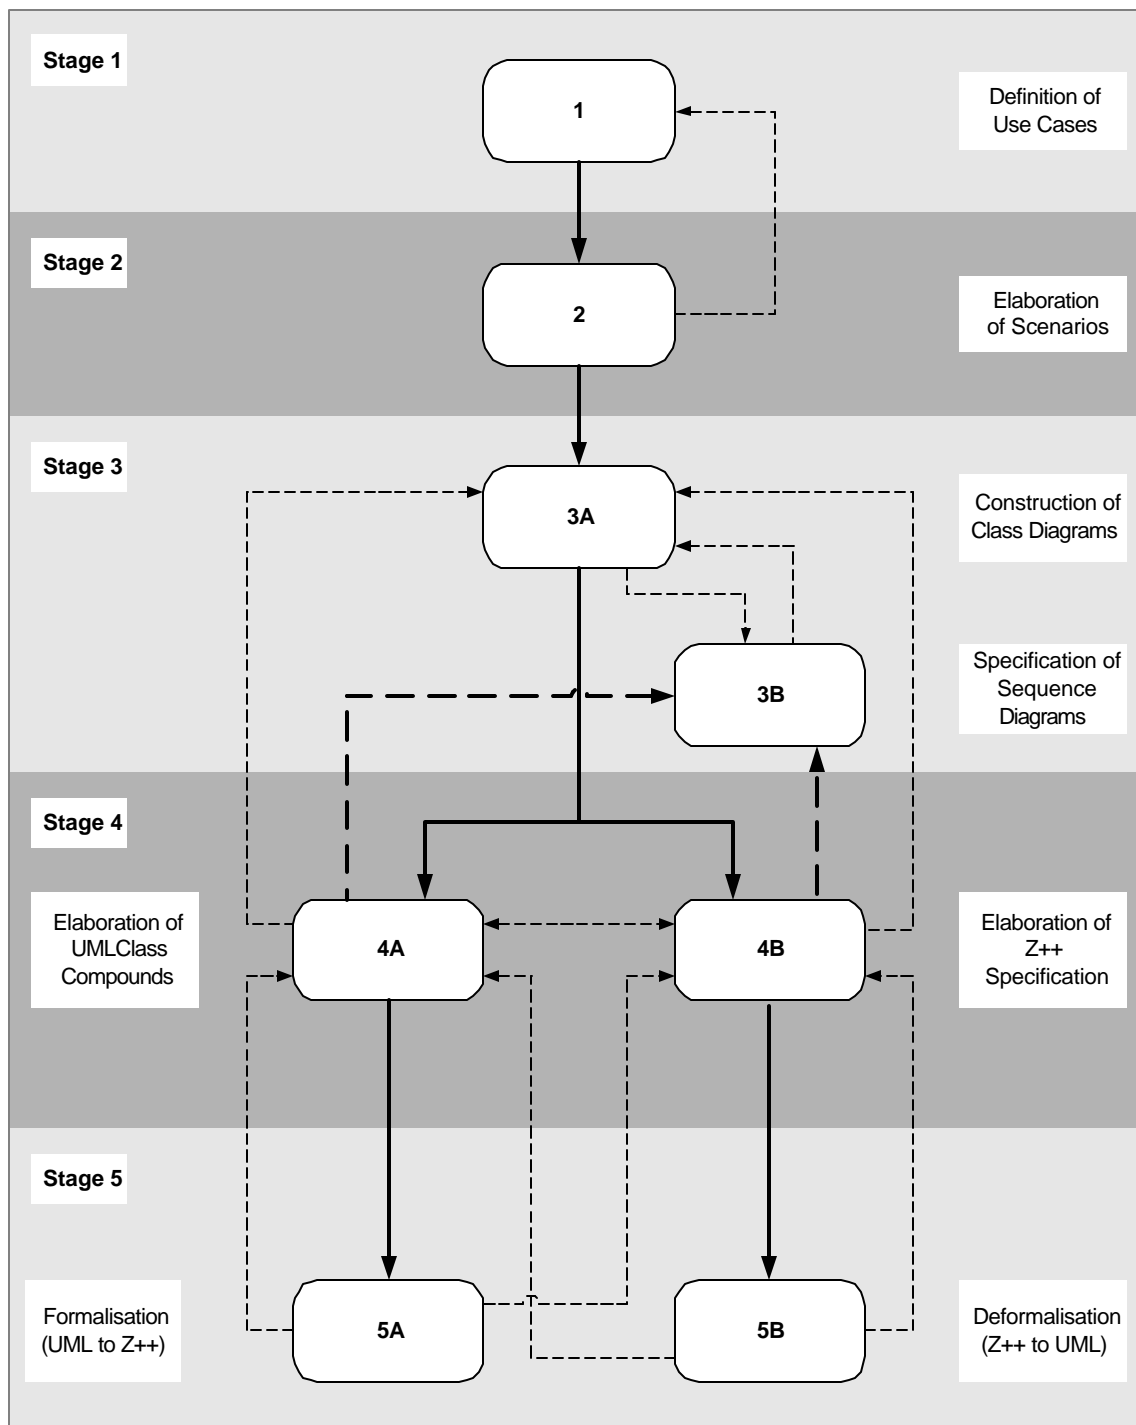 Stage 1
1
Definition of
Use Cases
Stage 2
2
Elaboration
of Scenarios
Stage 3
3A
Construction of
Class Diagrams
3B
Specification of
Sequence
Diagrams
Stage 4
Elaboration of
UMLClass
Compounds
4A
4B
Elaboration of
Z++
Specification
Stage 5
Formalisation
(UML to Z++)
5A
5B
Deformalisation
(Z++ to UML)